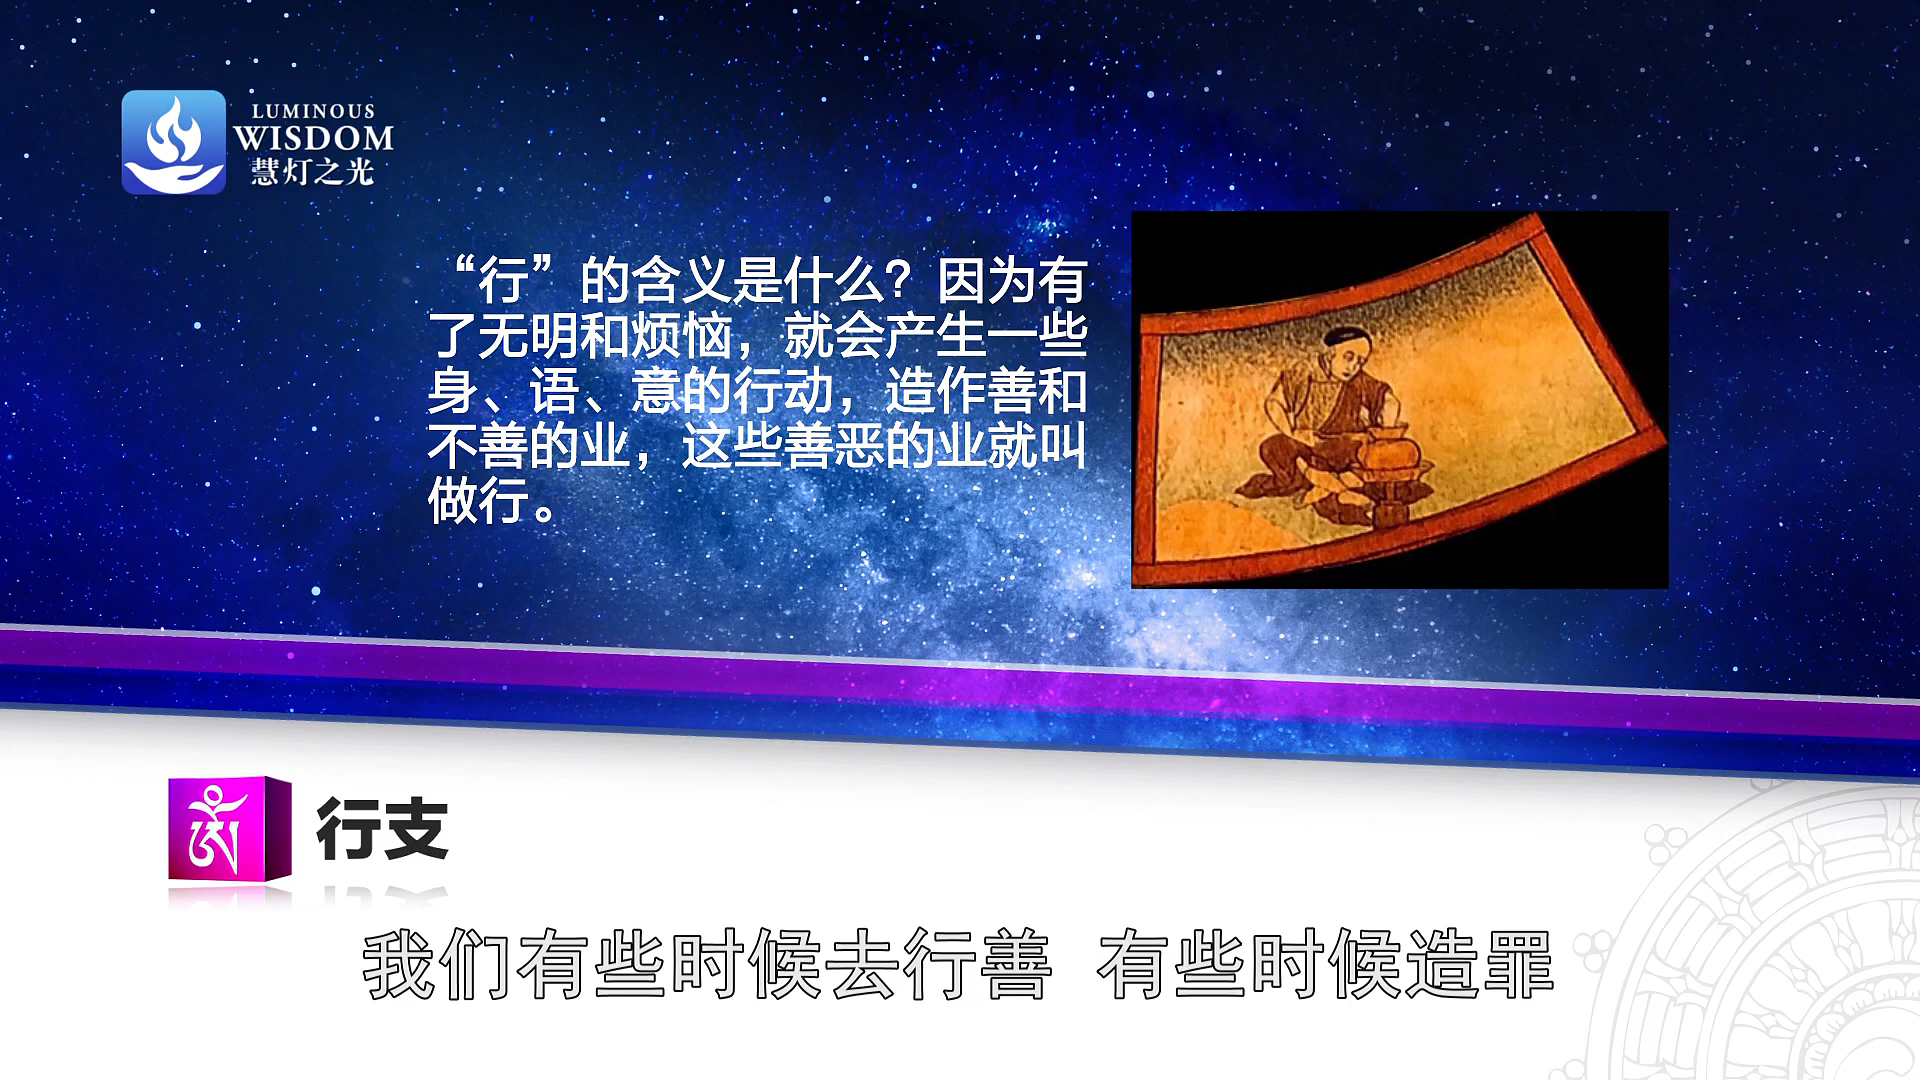 LUMINOUS
WISDOM
慧灯之光
“行”的含义是什么？因为有
了无明和烦恼，就会产生一些
身、语、意的行动，造作善和
不善的业，这些善恶的业就叫
做行。
ༀ
行支
我们有些时候去行善 有些时候造罪